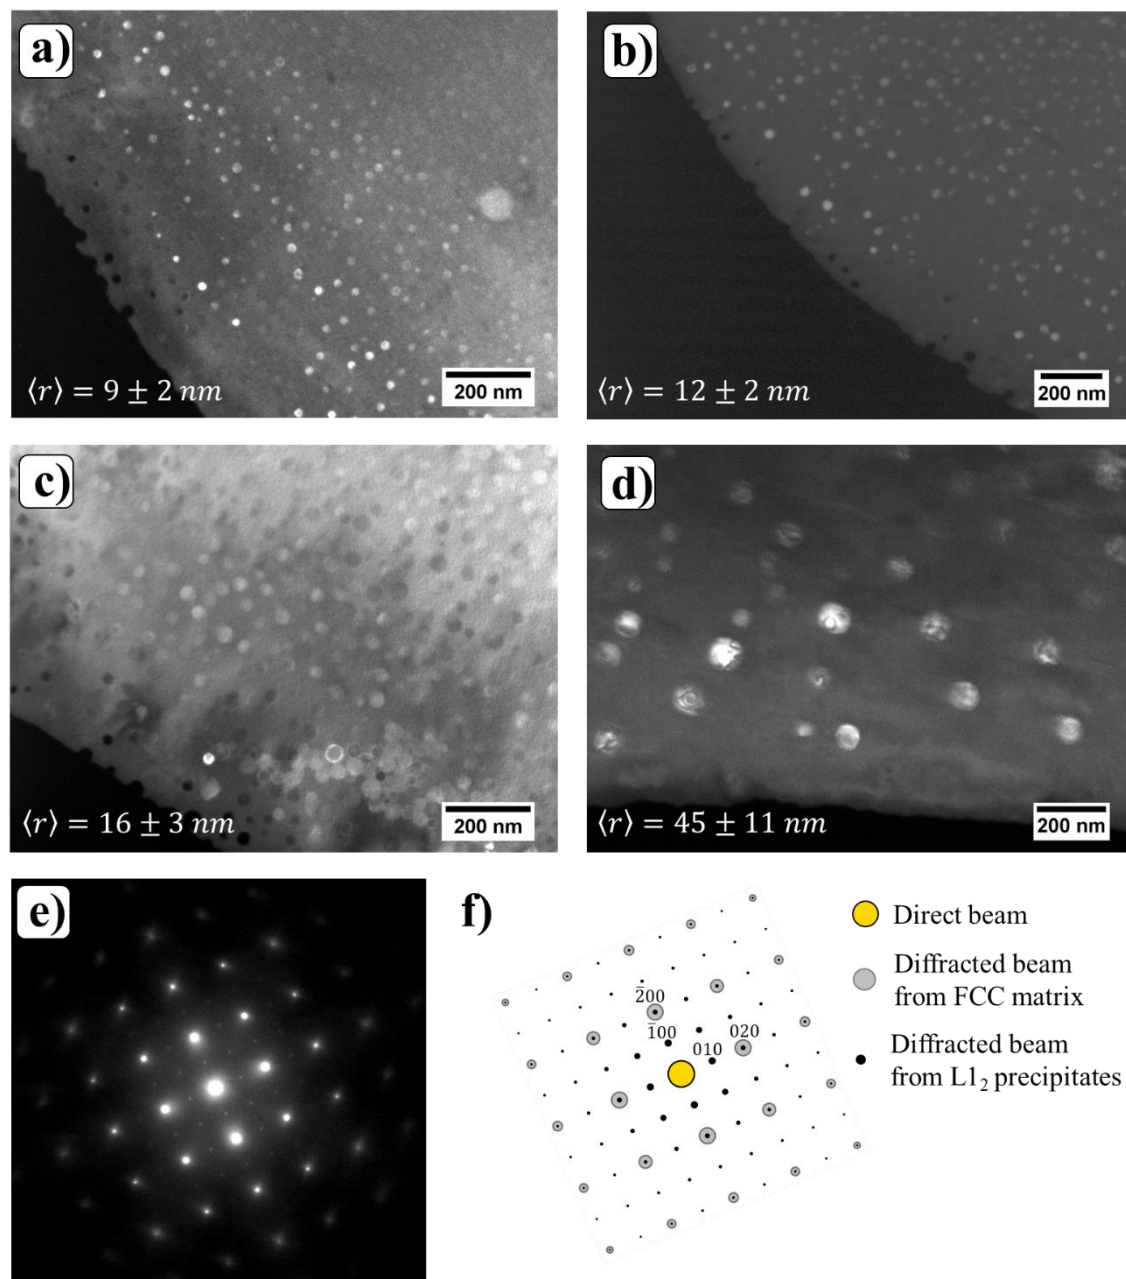 a)
⟨r⟩ = 9 ± 2 nm
200 nm
b)
⟨r⟩ = 12 ± 2 nm
200 nm
c)
⟨r⟩ = 16 ± 3 nm
200 nm
d)
⟨r⟩ = 45 ± 11 nm
200 nm
e)
f)
2̄00
1̄00
020
010
Direct beam
Diffracted beam
from FCC matrix
Diffracted beam
from L1₂ precipitates